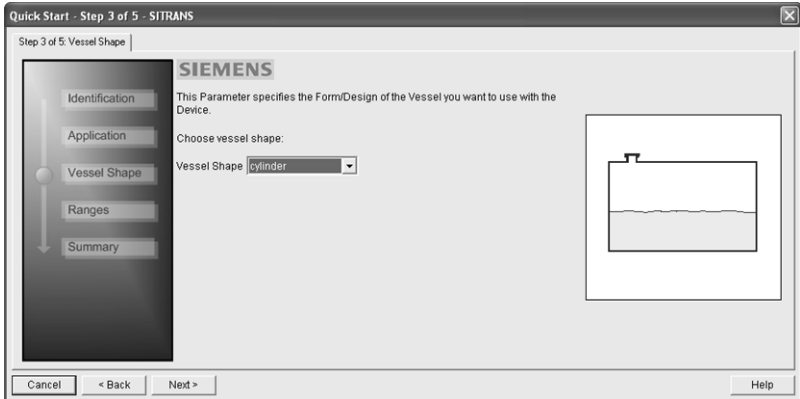 Quick Start - Step 3 of 5 - SITRANS
Step 3 of 5: Vessel Shape
SIEMENS
Identification
Application
Vessel Shape
Ranges
Summary
This Parameter specifies the Form/Design of the Vessel you want to use with the
Device.
Choose vessel shape:
Vessel Shape cylinder
Cancel < Back Next > Help